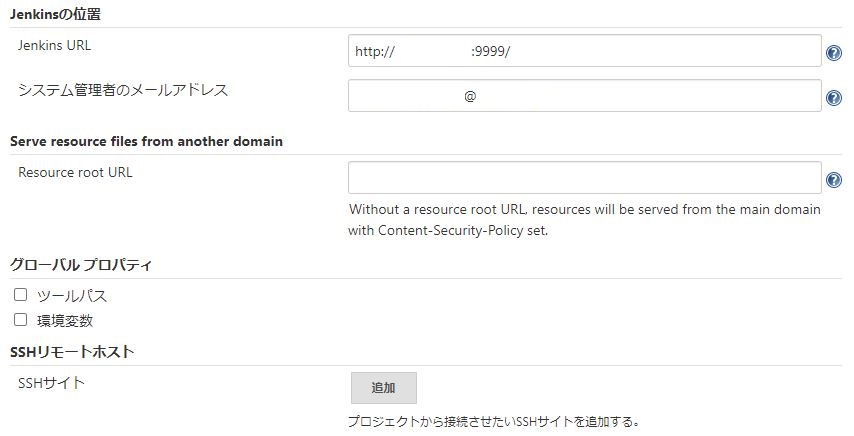 Jenkinsの位置
Jenkins URL
http:// :9999/
システム管理者のメールアドレス
@
Serve resource files from another domain
Resource root URL
Without a resource root URL, resources will be served from the main domain
with Content-Security-Policy set.
グローバル プロパティ
ツールパス
環境変数
SSHリモートホスト
SSHサイト
追加
プロジェクトから接続させたいSSHサイトを追加する。